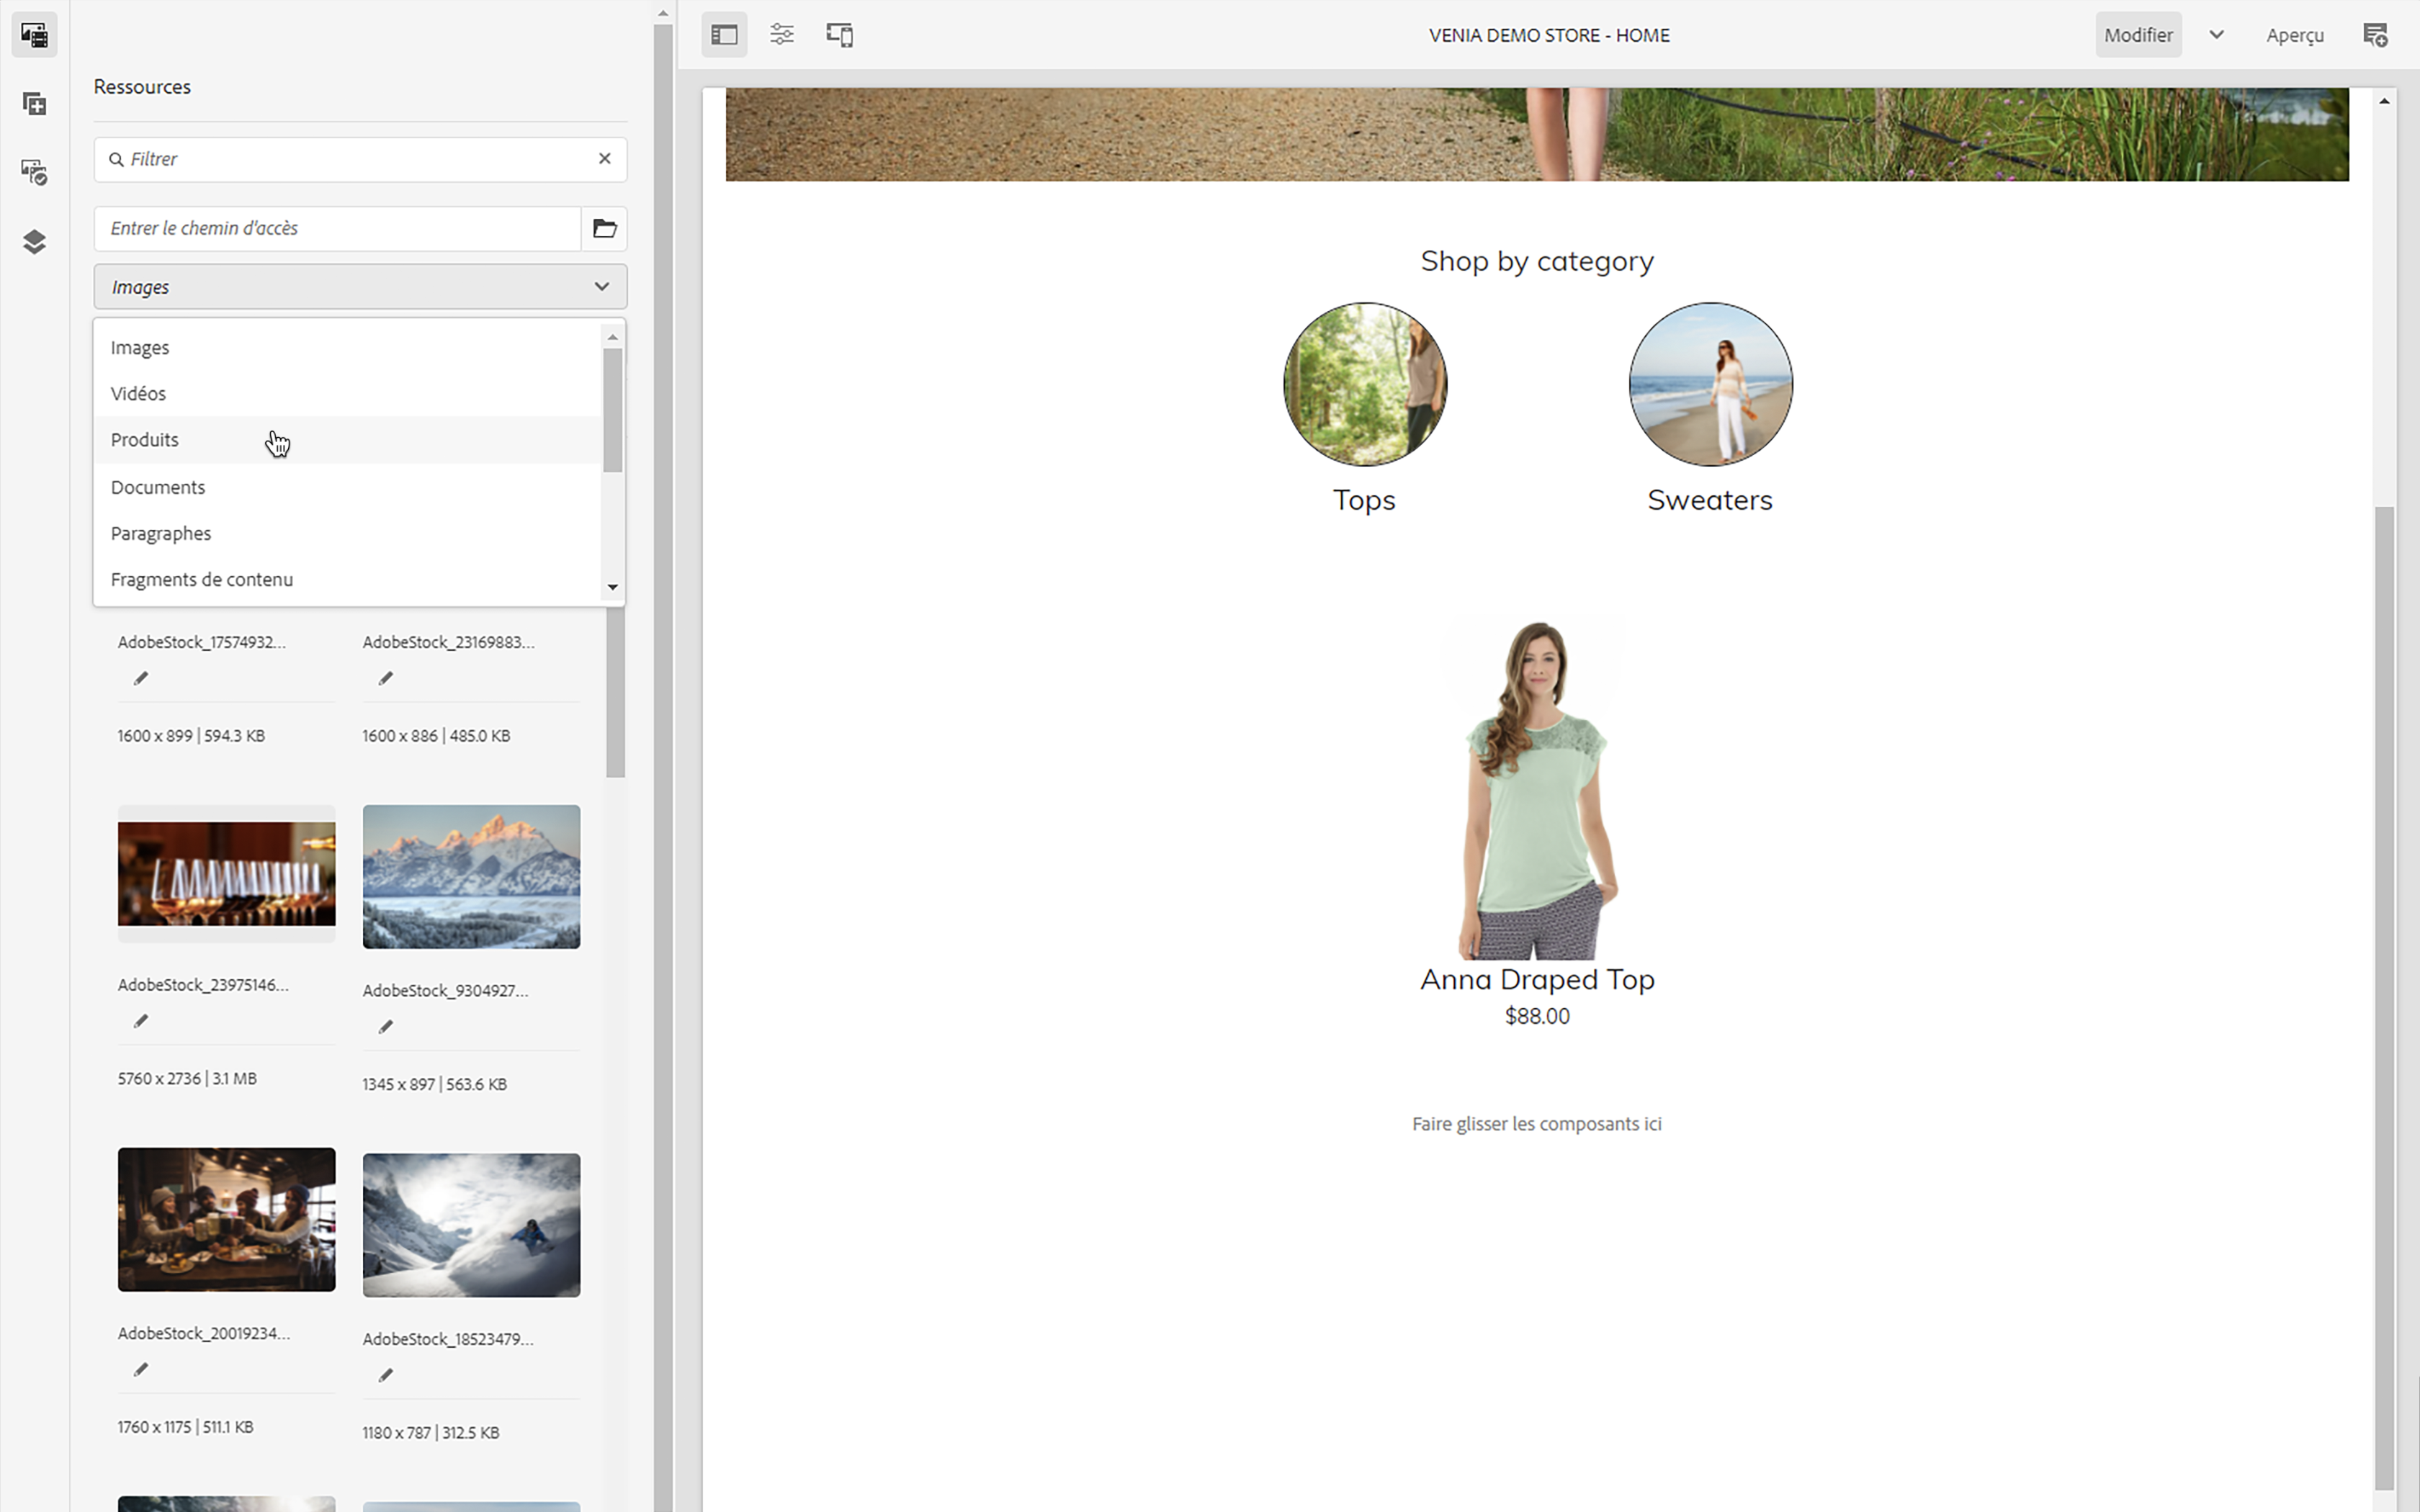 VENIA DEMO STORE - HOME
Modifier
Aperçu
Ressources
Filtrer
Entrer le chemin d'accès
Images
Images
Vidéos
Produits
Documents
Paragraphes
Fragments de contenu
AdobeStock_17574932...
AdobeStock_23169883...
1600 x 899 | 594.3 KB
1600 x 886 | 485.0 KB
AdobeStock_23975146...
AdobeStock_9304927...
5760 x 2736 | 3.1 MB
1345 x 897 | 563.6 KB
AdobeStock_20019234...
AdobeStock_18523479...
1760 x 1175 | 511.1 KB
1180 x 787 | 312.5 KB
Shop by category
Tops
Sweaters
Anna Draped Top
$88.00
Faire glisser les composants ici